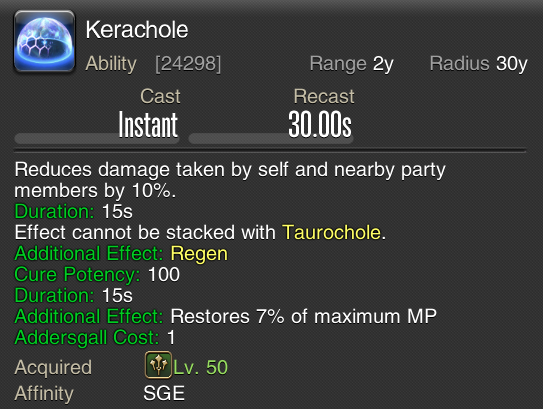 Kerachole
Ability [24298] Range 2y Radius 30y
Cast Recast
Instant 30.00s
Reduces damage taken by self and nearby party
members by 10%.
Duration: 15s
Effect cannot be stacked with Taurochole.
Additional Effect: Regen
Cure Potency: 100
Duration: 15s
Additional Effect: Restores 7% of maximum MP
Addersgall Cost: 1
Acquired Lv. 50
Affinity SGE